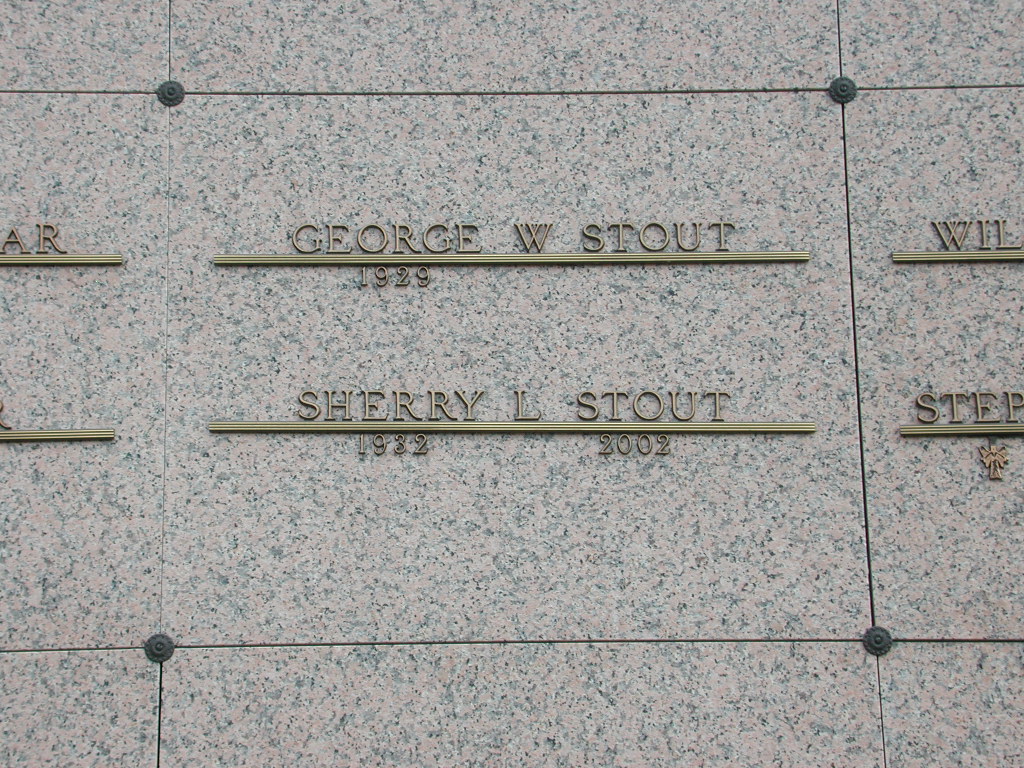 GEORGE W STOUT
1929
SHERRY L STOUT
1932 2002